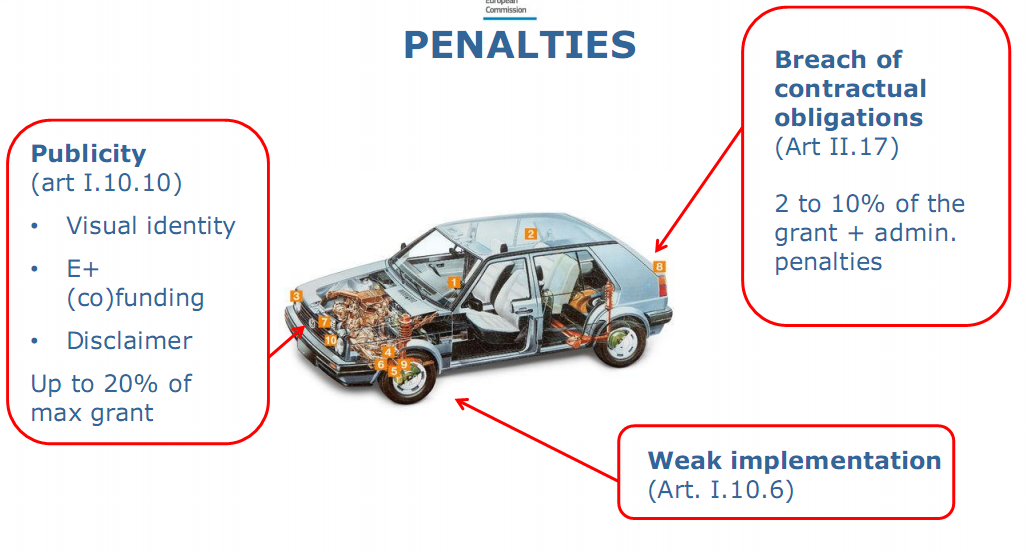 European
Commission
PENALTIES
Publicity
(art I.10.10)
• Visual identity
• E+
(co)funding
• Disclaimer
Up to 20% of
max grant
Breach of
contractual
obligations
(Art II.17)
2 to 10% of the
grant + admin.
penalties
2
8
1
3
7
10
4
6
5
9
Weak implementation
(Art. I.10.6)